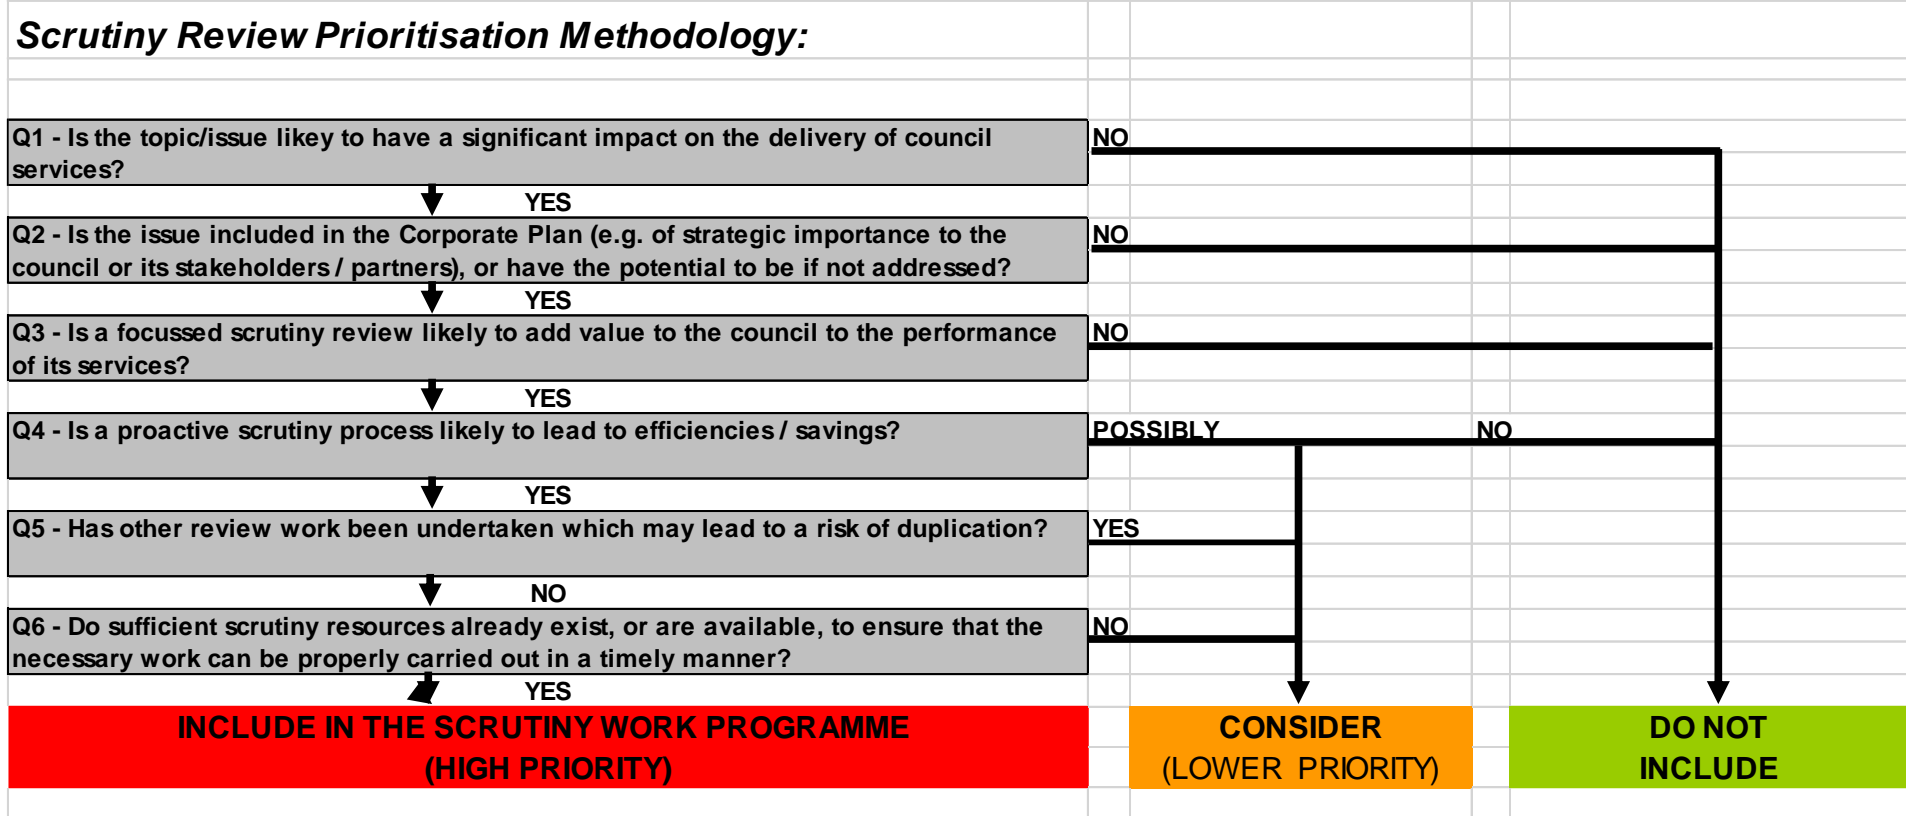 Scrutiny Review Prioritisation Methodology:
Q1 - Is the topic/issue likey to have a significant impact on the delivery of council
services?
NO
YES
Q2 - Is the issue included in the Corporate Plan (e.g. of strategic importance to the
council or its stakeholders / partners), or have the potential to be if not addressed?
NO
YES
Q3 - Is a focussed scrutiny review likely to add value to the council to the performance
of its services?
NO
YES
Q4 - Is a proactive scrutiny process likely to lead to efficiencies / savings?
POSSIBLY
NO
YES
Q5 - Has other review work been undertaken which may lead to a risk of duplication?
YES
NO
Q6 - Do sufficient scrutiny resources already exist, or are available, to ensure that the
necessary work can be properly carried out in a timely manner?
NO
YES
INCLUDE IN THE SCRUTINY WORK PROGRAMME
(HIGH PRIORITY)
CONSIDER
(LOWER PRIORITY)
DO NOT
INCLUDE